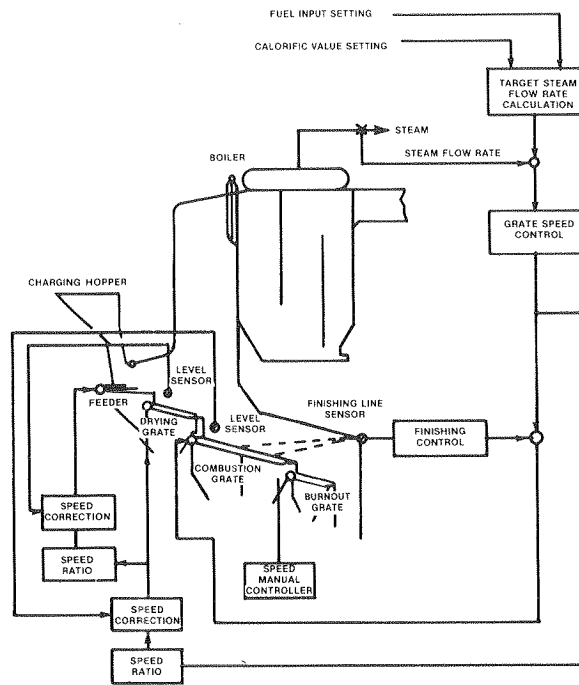 FUEL INPUT SETTING
CALORIFIC VALUE SETTING
TARGET STEAM
FLOW RATE
CALCULATION
STEAM
BOILER
STEAM FLOW RATE
GRATE SPEED
CONTROL
CHARGING HOPPER
LEVEL
SENSOR
FEEDER
DRYING
GRATE
LEVEL
SENSOR
FINISHING LINE
SENSOR
FINISHING
CONTROL
COMBUSTION
GRATE
BURNOUT
GRATE
SPEED
CORRECTION
SPEED
RATIO
SPEED
MANUAL
CONTROLLER
SPEED
CORRECTION
SPEED
RATIO